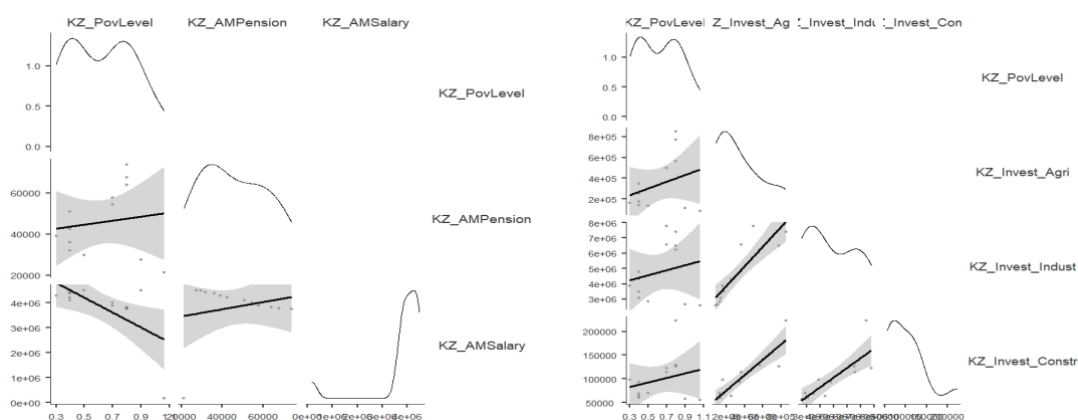 KZ_PovLevel KZ_AMPension KZ_AMSalary
1.0
0.5
0.0
KZ_PovLevel
60000
40000
20000
KZ_AMPension
4e+06
3e+06
2e+06
1e+06
0e+00
KZ_AMSalary
0.3 0.5 0.7 0.9 40000 60000
KZ_PovLevel Z_Invest_Ag
1.0
0.5
0.0
KZ_PovLevel
8e+05
6e+05
4e+05
2e+05
KZ_Invest_Agri
8e+06
7e+06
6e+06
5e+06
4e+06
3e+06
KZ_Invest_Indust
200000
150000
100000
50000
KZ_Invest_Constr
0.3 0.5 0.7 0.9